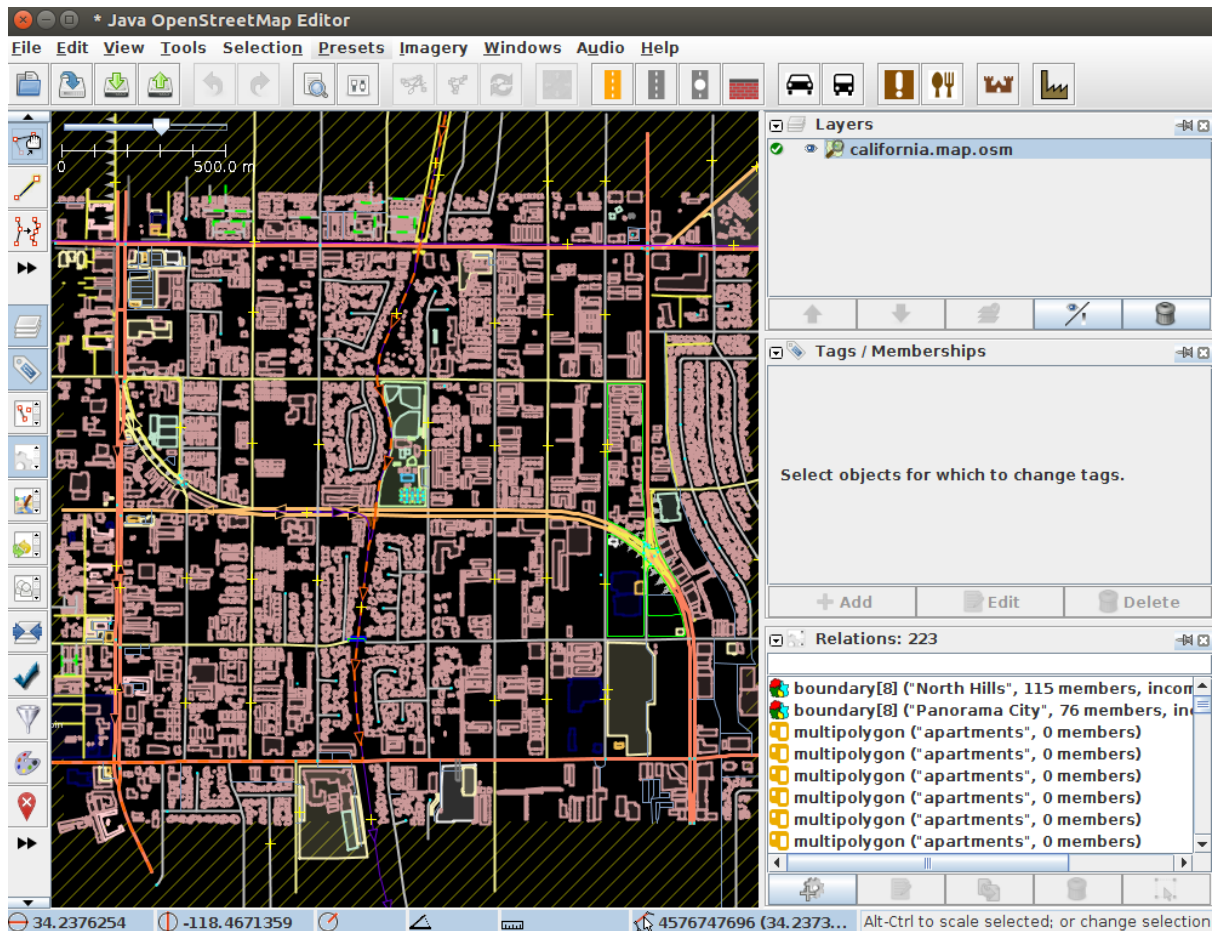 * Java OpenStreetMap Editor
File Edit View Tools Selection Presets Imagery Windows Audio Help
0 500.0 m
Layers
california.map.osm
Tags / Memberships
Select objects for which to change tags.
Add Edit Delete
Relations: 223
boundary[8] ("North Hills", 115 members, incom
boundary[8] ("Panorama City", 76 members, in
multipolygon ("apartments", 0 members)
multipolygon ("apartments", 0 members)
multipolygon ("apartments", 0 members)
multipolygon ("apartments", 0 members)
multipolygon ("apartments", 0 members)
multipolygon ("apartments", 0 members)
34.2376254 -118.4671359 4576747696 (34.2373... Alt-Ctrl to scale selected; or change selection